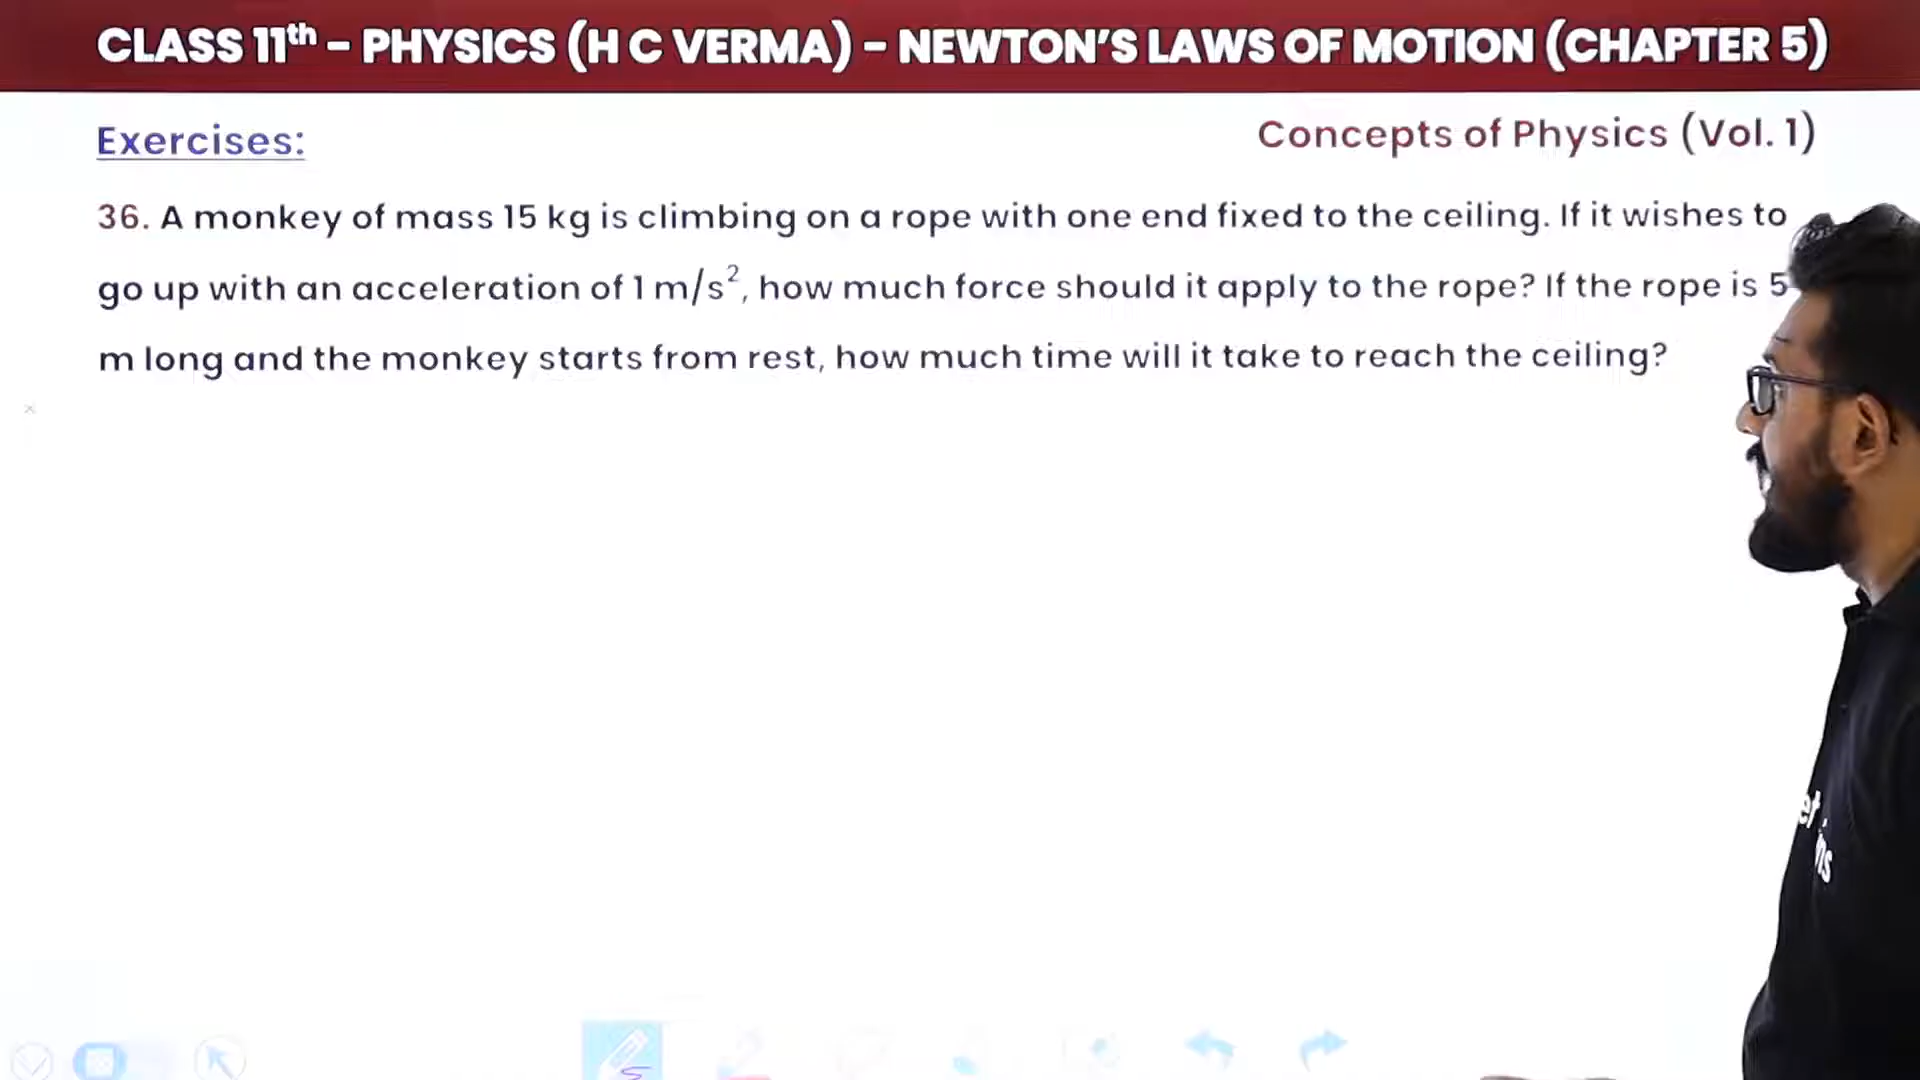 CLASS 11th – PHYSICS (H C VERMA) – NEWTON'S LAWS OF MOTION (CHAPTER 5)
Exercises:
Concepts of Physics (Vol. 1)
36. A monkey of mass 15 kg is climbing on a rope with one end fixed to the ceiling. If it wishes to
go up with an acceleration of 1 m/s², how much force should it apply to the rope? If the rope is 5
m long and the monkey starts from rest, how much time will it take to reach the ceiling?